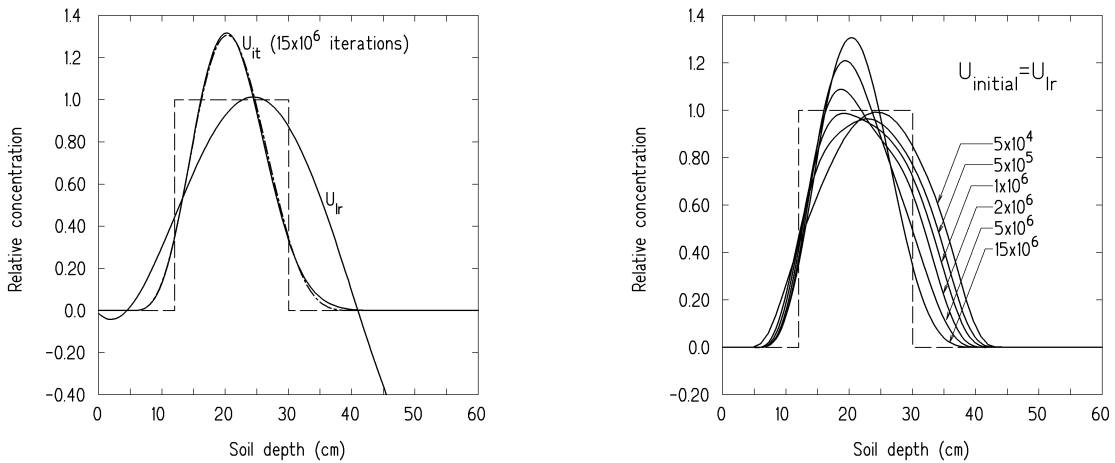 1.4
1.2
1.0
0.80
0.60
0.40
0.20
0.0
−0.20
−0.40
0
10
20
30
40
50
60
Relative concentration
Soil depth (cm)
U_it (15x10^6 iterations)
U_lr
1.4
1.2
1.0
0.80
0.60
0.40
0.20
0.0
−0.20
0
10
20
30
40
50
60
Relative concentration
Soil depth (cm)
U_initial=U_lr
5x10^4
5x10^5
1x10^6
2x10^6
5x10^6
15x10^6